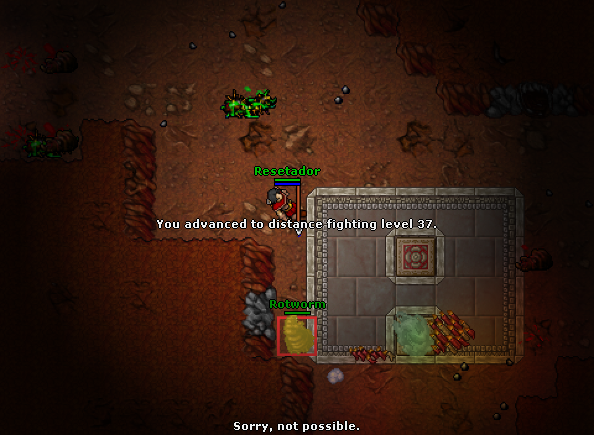 Resetador
You advanced to distance fighting level 37.
Rotworm
Sorry, not possible.